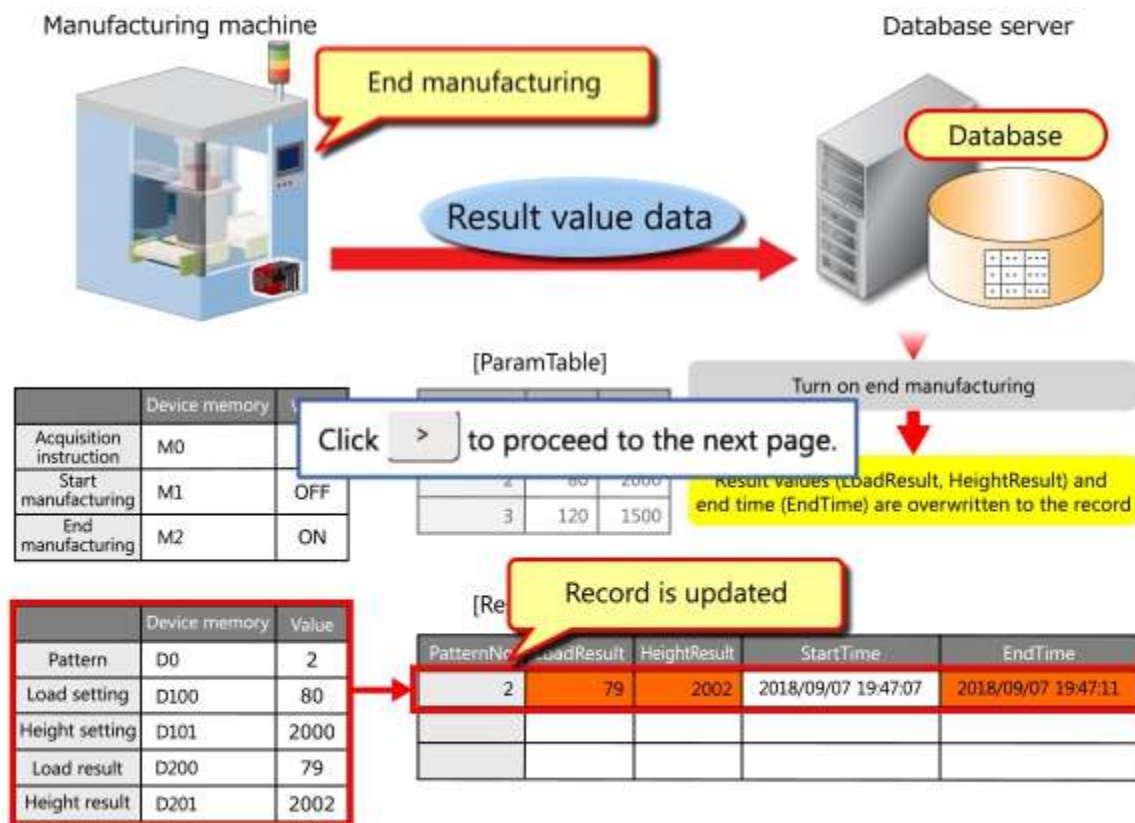 Manufacturing machine
Database server
End manufacturing
Database
Result value data
[ParamTable]
Turn on end manufacturing
Device memory
Acquisition instruction M0
Click > to proceed to the next page.
Start manufacturing M1 OFF
2 80 2000
Result values (LoadResult, HeightResult) and
end time (EndTime) are overwritten to the record
End manufacturing M2 ON
3 120 1500
Record is updated
[Re
Device memory Value
Pattern D0 2
Load setting D100 80
Height setting D101 2000
Load result D200 79
Height result D201 2002
PatternNo LoadResult HeightResult StartTime EndTime
2 79 2002 2018/09/07 19:47:07 2018/09/07 19:47:11